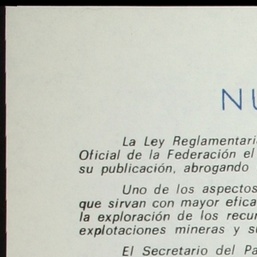 NU
La Ley Reglamentari
Oficial de la Federación el
su publicación, abrogando
Uno de los aspectos
que sirvan con mayor efica
la exploración de los recur
explotaciones mineras y su
El Secretario del Pa